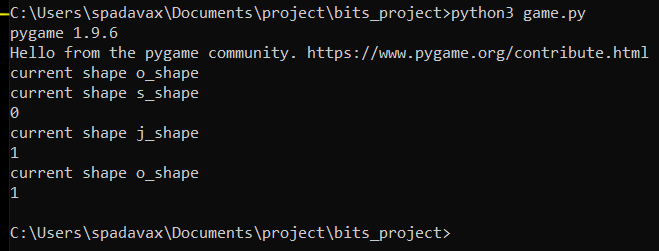 C:\Users\spadavax\Documents\project\bits_project>python3 game.py
pygame 1.9.6
Hello from the pygame community. https://www.pygame.org/contribute.html
current shape o_shape
current shape s_shape
0
current shape j_shape
1
current shape o_shape
1
C:\Users\spadavax\Documents\project\bits_project>